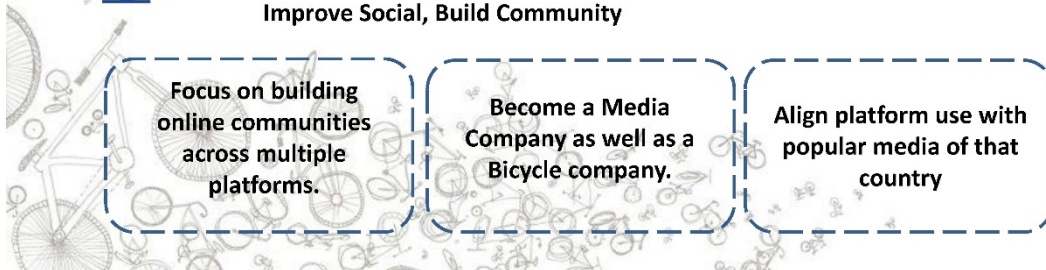 Improve Social, Build Community
Focus on building
online communities
across multiple
platforms.
Become a Media
Company as well as a
Bicycle company.
Align platform use with
popular media of that
country